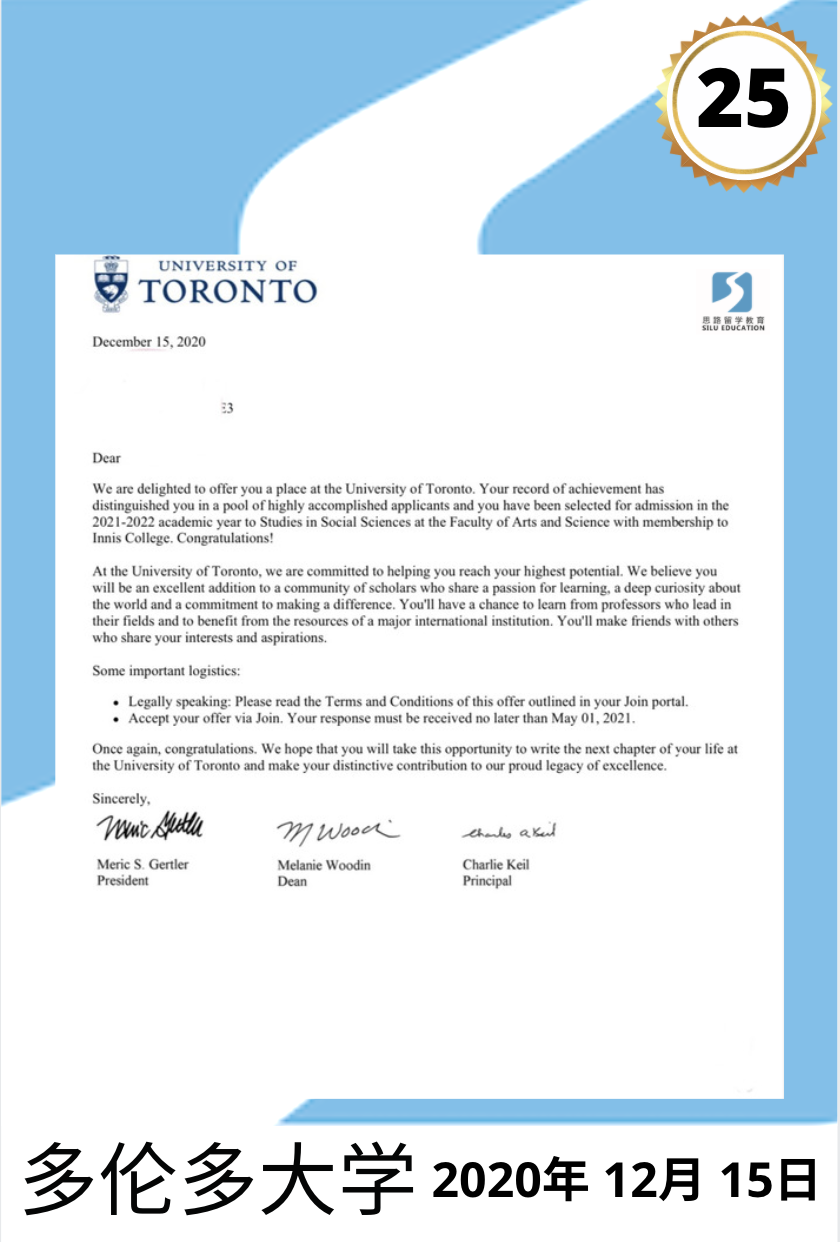 25
UNIVERSITY OF
TORONTO
思路留学教育
SILU EDUCATION
December 15, 2020
E3
Dear
We are delighted to offer you a place at the University of Toronto. Your record of achievement has
distinguished you in a pool of highly accomplished applicants and you have been selected for admission in the
2021-2022 academic year to Studies in Social Sciences at the Faculty of Arts and Science with membership to
Innis College. Congratulations!
At the University of Toronto, we are committed to helping you reach your highest potential. We believe you
will be an excellent addition to a community of scholars who share a passion for learning, a deep curiosity about
the world and a commitment to making a difference. You'll have a chance to learn from professors who lead in
their fields and to benefit from the resources of a major international institution. You'll make friends with others
who share your interests and aspirations.
Some important logistics:
• Legally speaking: Please read the Terms and Conditions of this offer outlined in your Join portal.
• Accept your offer via Join. Your response must be received no later than May 01, 2021.
Once again, congratulations. We hope that you will take this opportunity to write the next chapter of your life at
the University of Toronto and make your distinctive contribution to our proud legacy of excellence.
Sincerely,
Meric Gertler M Woodin Charles A Keil
Meric S. Gertler Melanie Woodin Charlie Keil
President Dean Principal
多伦多大学 2020年 12月 15日